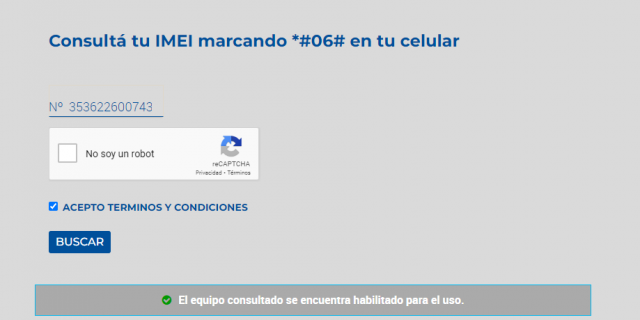 Consultá tu IMEI marcando *#06# en tu celular
Nº 353622600743
No soy un robot
reCAPTCHA
Privacidad - Términos
ACEPTO TERMINOS Y CONDICIONES
BUSCAR
El equipo consultado se encuentra habilitado para el uso.